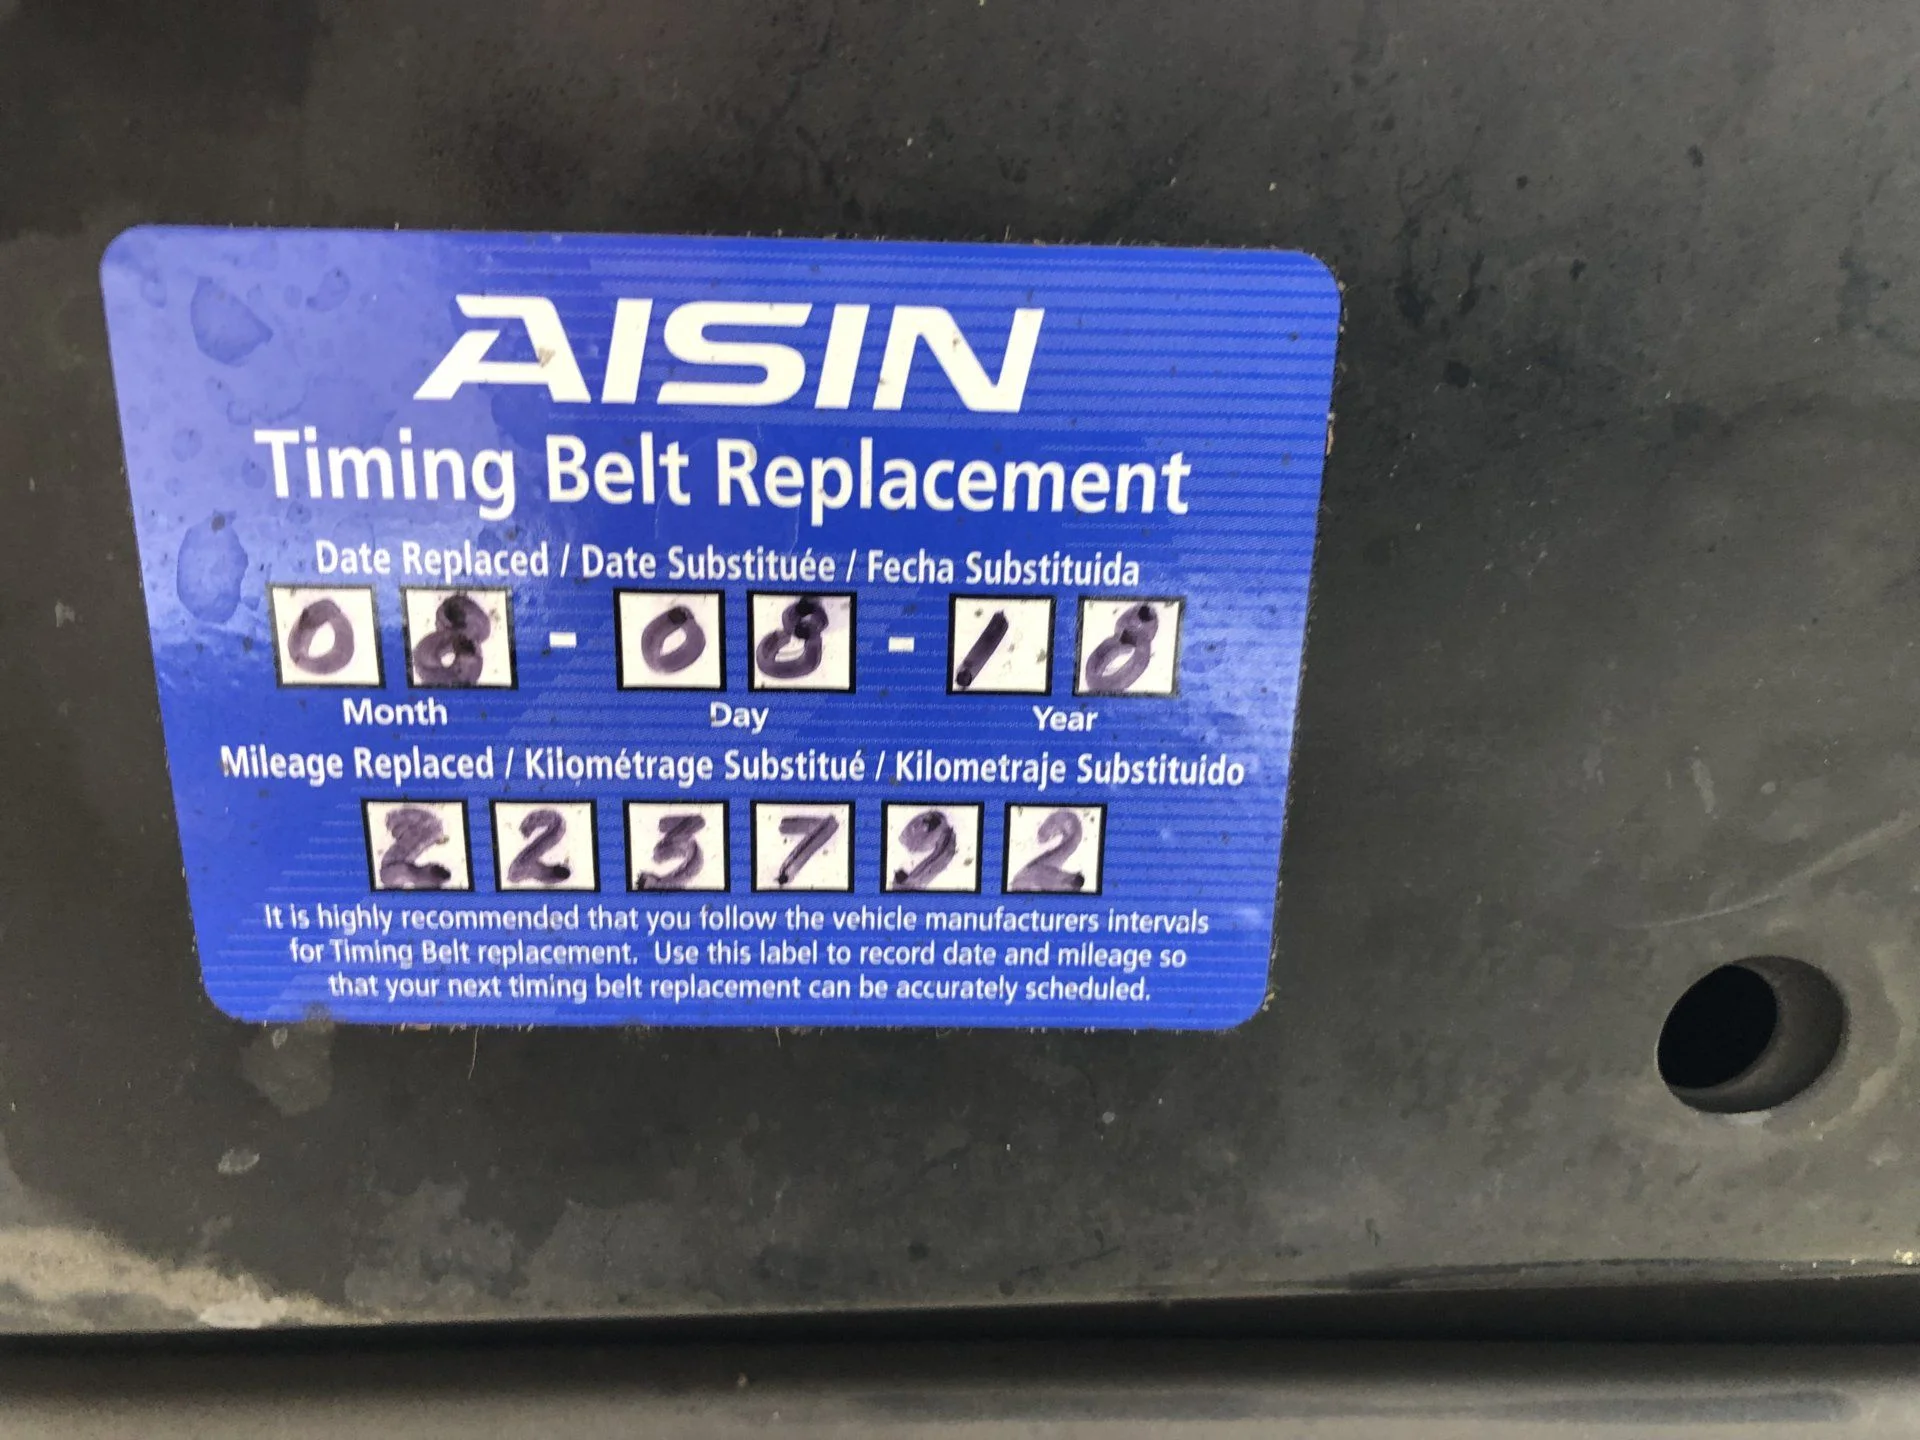 AISIN
Timing Belt Replacement
Date Replaced / Date Substituée / Fecha Substituida
08 - 08 - 18
Month Day Year
Mileage Replaced / Kilométrage Substitué / Kilometraje Substituido
223792
It is highly recommended that you follow the vehicle manufacturers intervals
for Timing Belt replacement. Use this label to record date and mileage so
that your next timing belt replacement can be accurately scheduled.